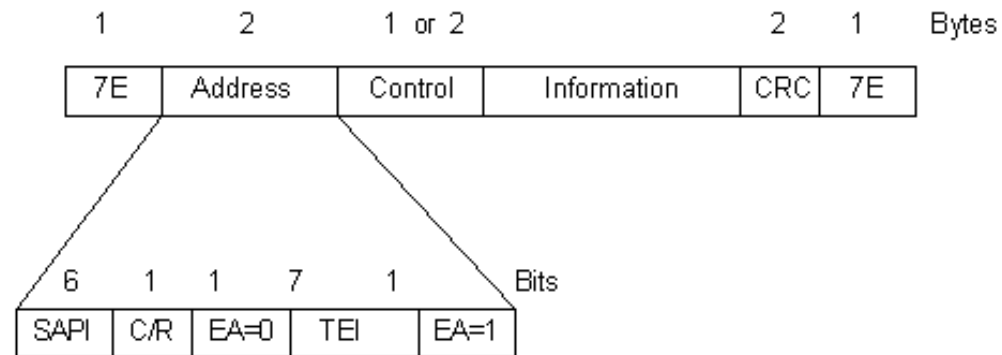 1 2 1 or 2 2 1 Bytes
7E Address Control Information CRC 7E
6 1 1 7 1 Bits
SAPI C/R EA=0 TEI EA=1